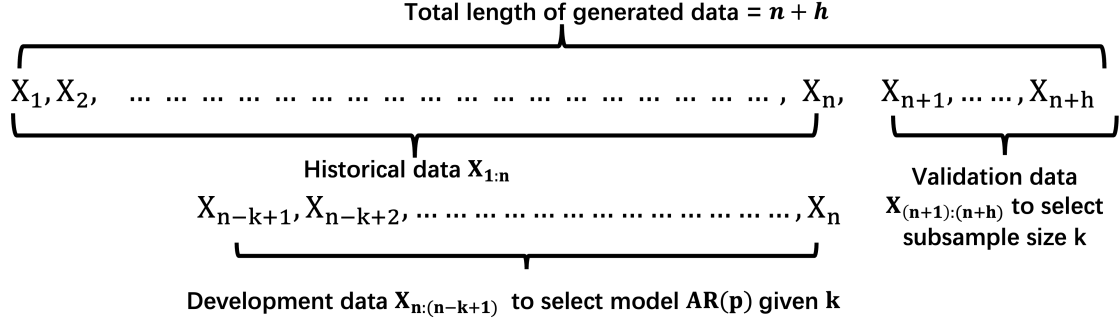 Total length of generated data = n + h
X₁, X₂, ... ... ... ... ... ... ... ... ... ... ... ... ... ... ... ... ... ... , Xₙ, Xₙ₊₁, ... ... , Xₙ₊ₕ
Historical data X₁:ₙ
Validation data
X₍ₙ₊₁₎:₍ₙ₊ₕ₎ to select
subsample size k
Xₙ₋ₖ₊₁, Xₙ₋ₖ₊₂, ... ... ... ... ... ... ... ... ... ... ... ... ... , Xₙ
Development data Xₙ:₍ₙ₋ₖ₊₁₎ to select model AR(p) given k